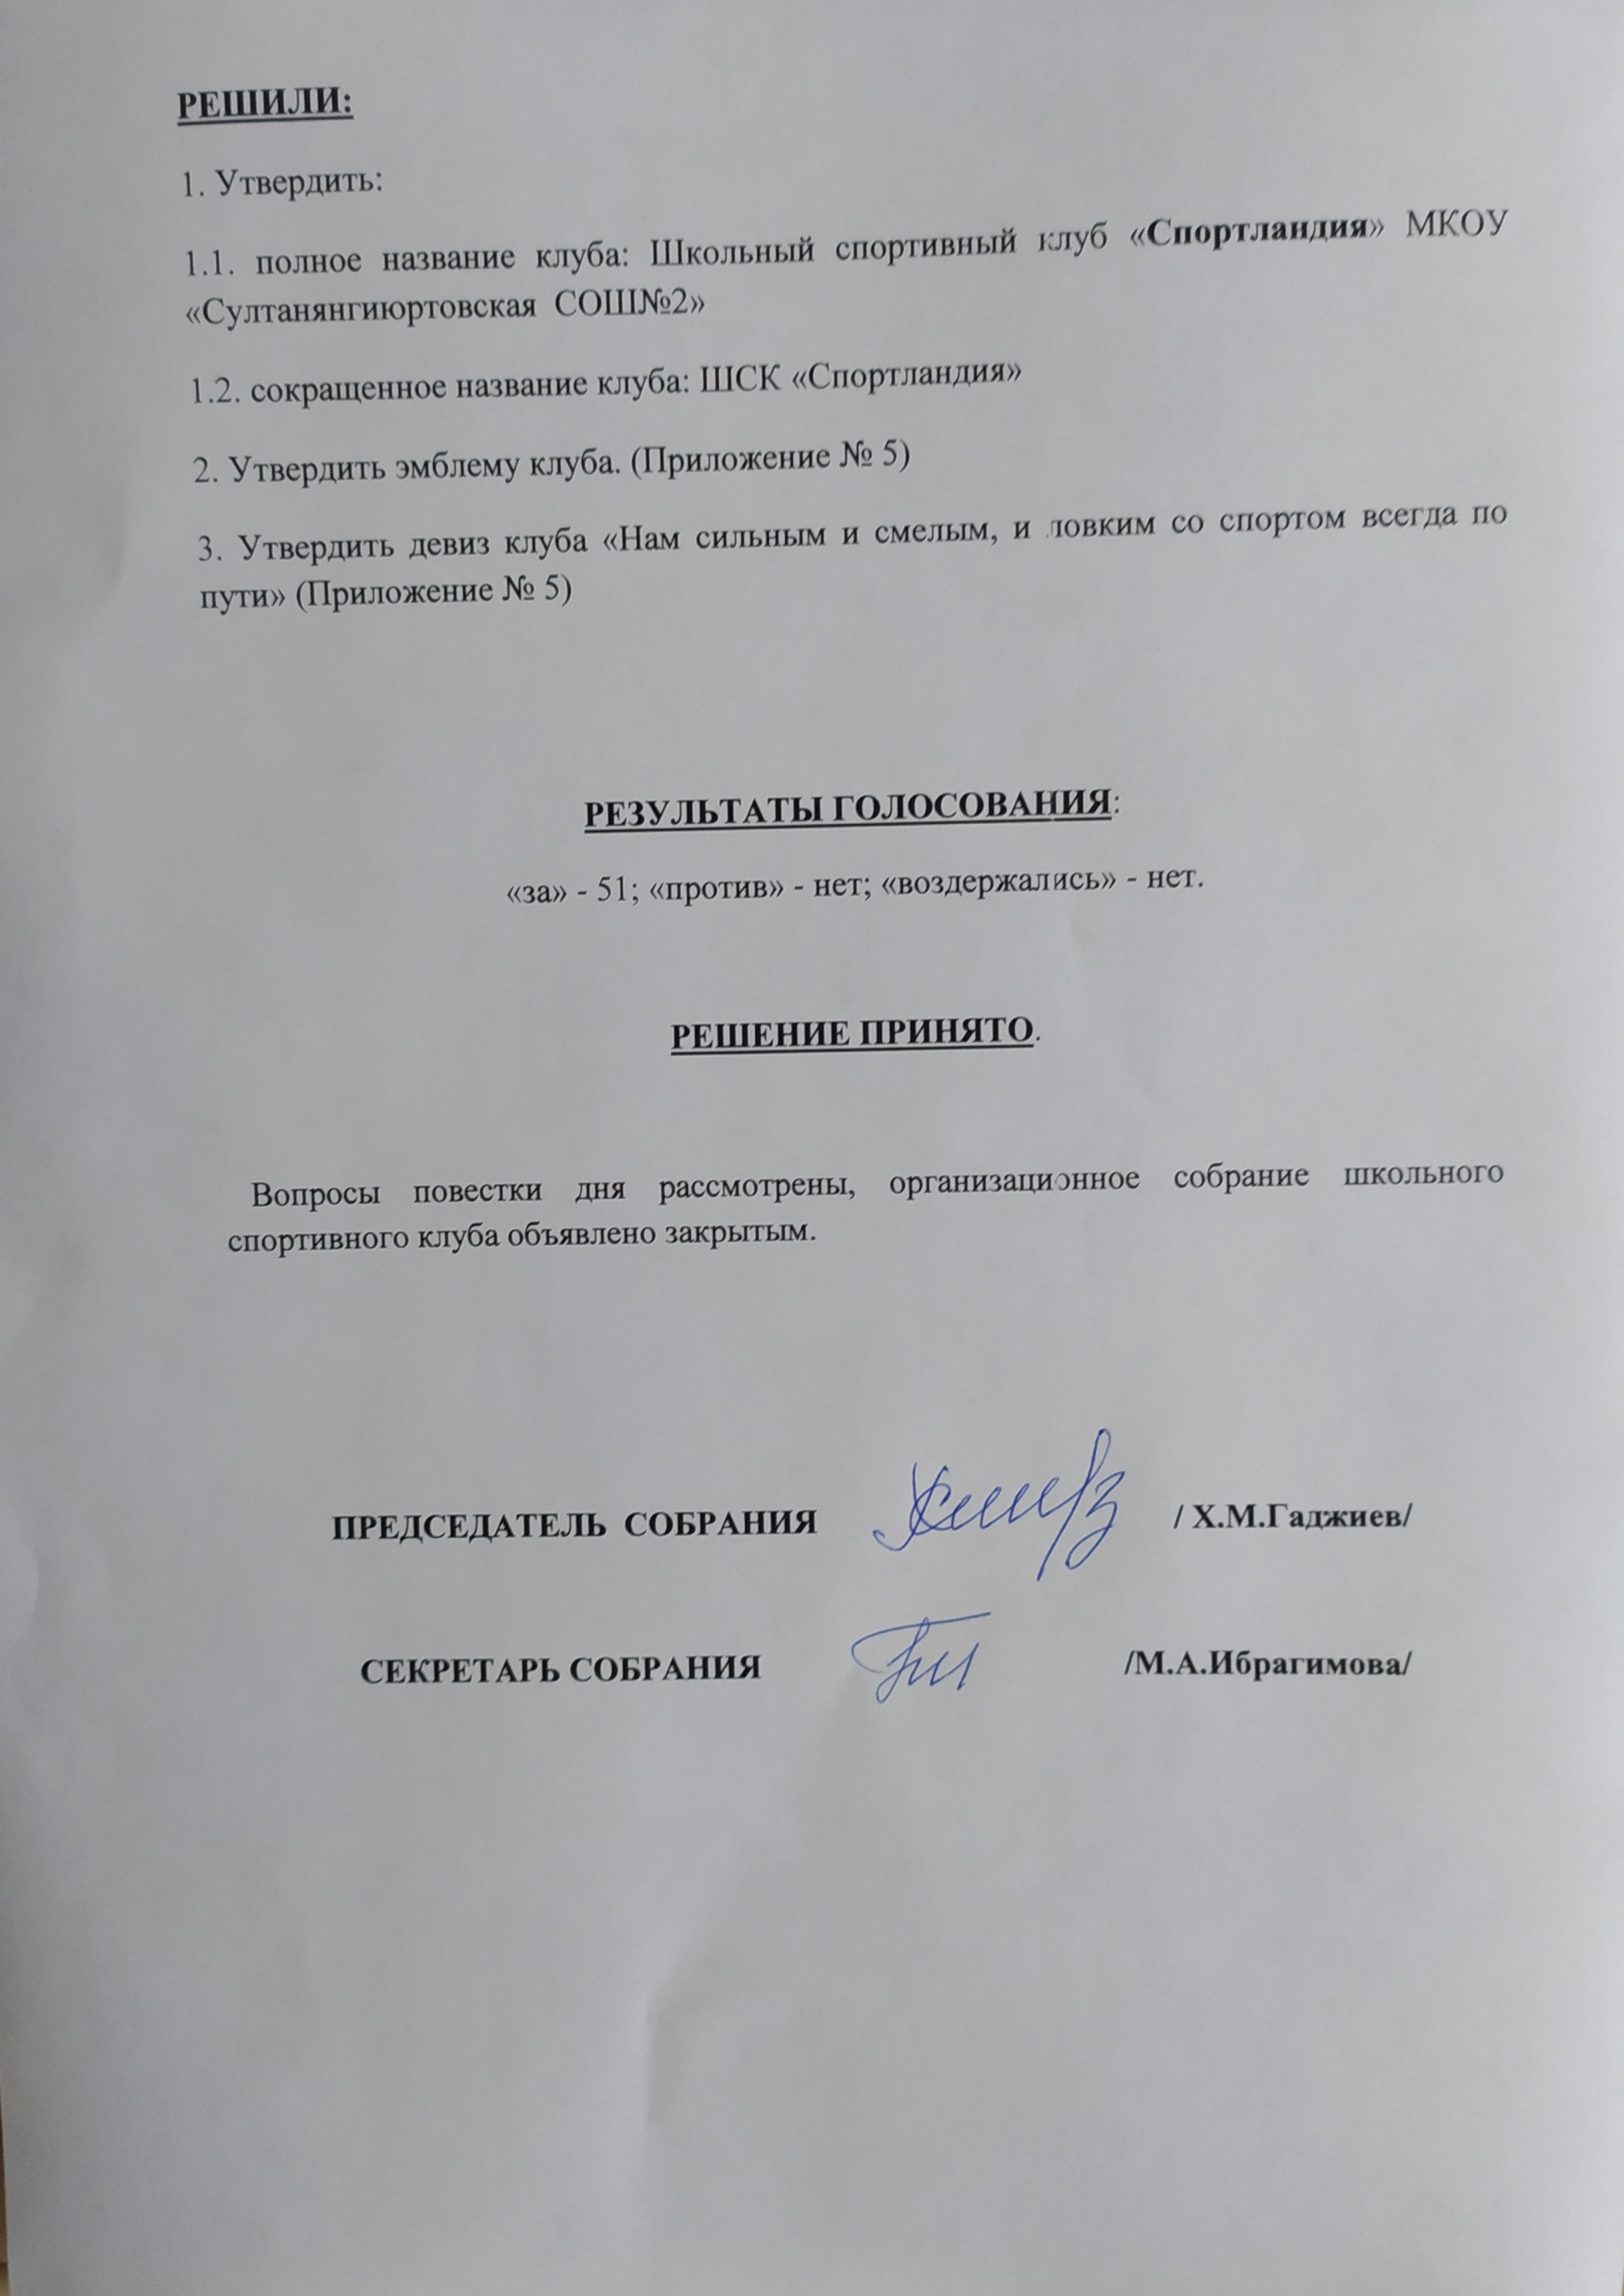 РЕШИЛИ:
1. Утвердить:
1.1. полное название клуба: Школьный спортивный клуб «Спортландия» МКОУ
«Султанянгиюртовская СОШ№2»
1.2. сокращенное название клуба: ШСК «Спортландия»
2. Утвердить эмблему клуба. (Приложение № 5)
3. Утвердить девиз клуба «Нам сильным и смелым, и ловким со спортом всегда по
пути» (Приложение № 5)
РЕЗУЛЬТАТЫ ГОЛОСОВАНИЯ:
«за» - 51; «против» - нет; «воздержались» - нет.
РЕШЕНИЕ ПРИНЯТО.
Вопросы повестки дня рассмотрены, организационное собрание школьного
спортивного клуба объявлено закрытым.
ПРЕДСЕДАТЕЛЬ СОБРАНИЯ / Х.М.Гаджиев/
СЕКРЕТАРЬ СОБРАНИЯ /М.А.Ибрагимова/